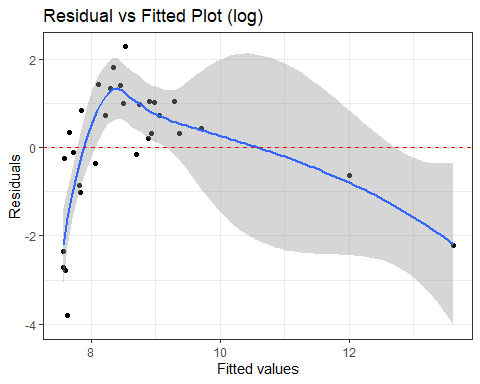 Residual vs Fitted Plot (log)
2
0
-2
-4
Residuals
8 10 12
Fitted values